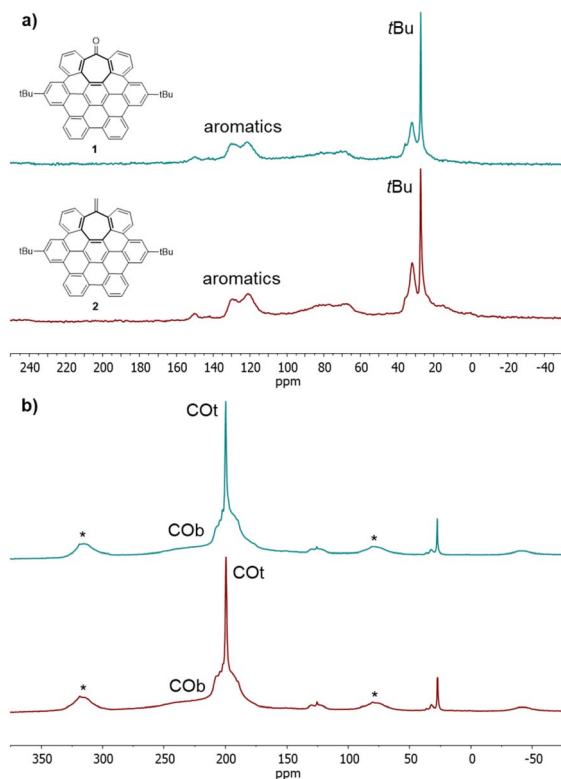 a)
O
tBu
tBu
1
aromatics
tBu
tBu
tBu
2
aromatics
tBu
240 220 200 180 160 140 120 100 80 60 40 20 0 -20 -40
ppm
b)
COt
*
COb
*
COt
*
COb
*
350 300 250 200 150 100 50 0 -50
ppm